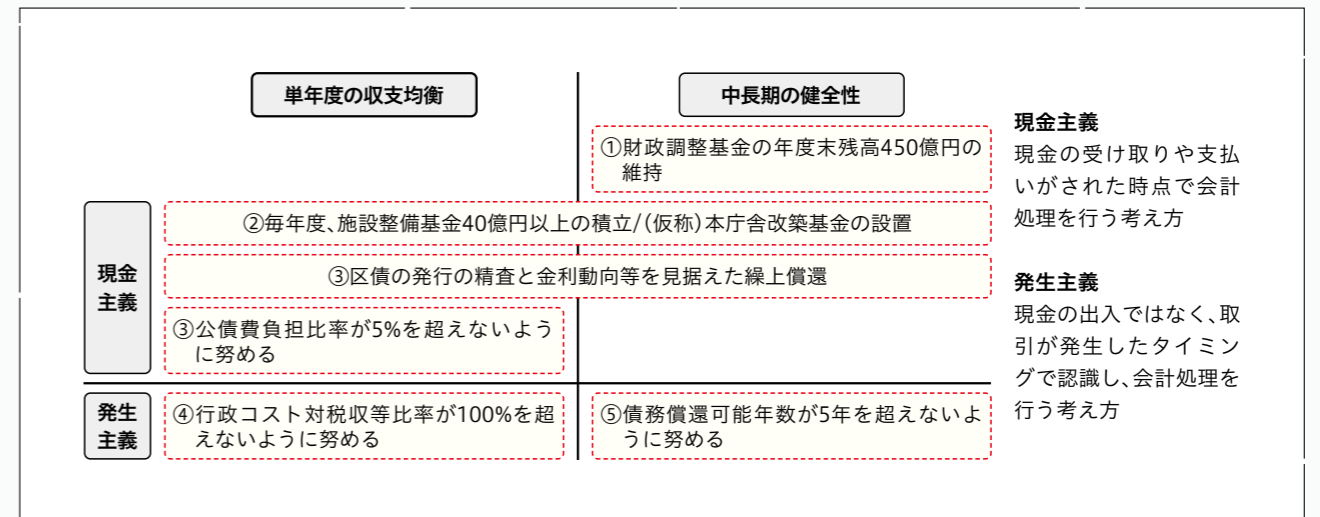 単年度の収支均衡
中長期の健全性
①財政調整基金の年度末残高450億円の
維持
現金
主義
②毎年度、施設整備基金40億円以上の積立/(仮称)本庁舎改築基金の設置
③区債の発行の精査と金利動向等を見据えた繰上償還
③公債費負担比率が5%を超えないよう
に努める
発生
主義
④行政コスト対税収等比率が100%を超
えないように努める
⑤債務償還可能年数が5年を超えないよ
うに努める
現金主義
現金の受け取りや支払
いがされた時点で会計
処理を行う考え方
発生主義
現金の出入ではなく、取
引が発生したタイミン
グで認識し、会計処理を
行う考え方